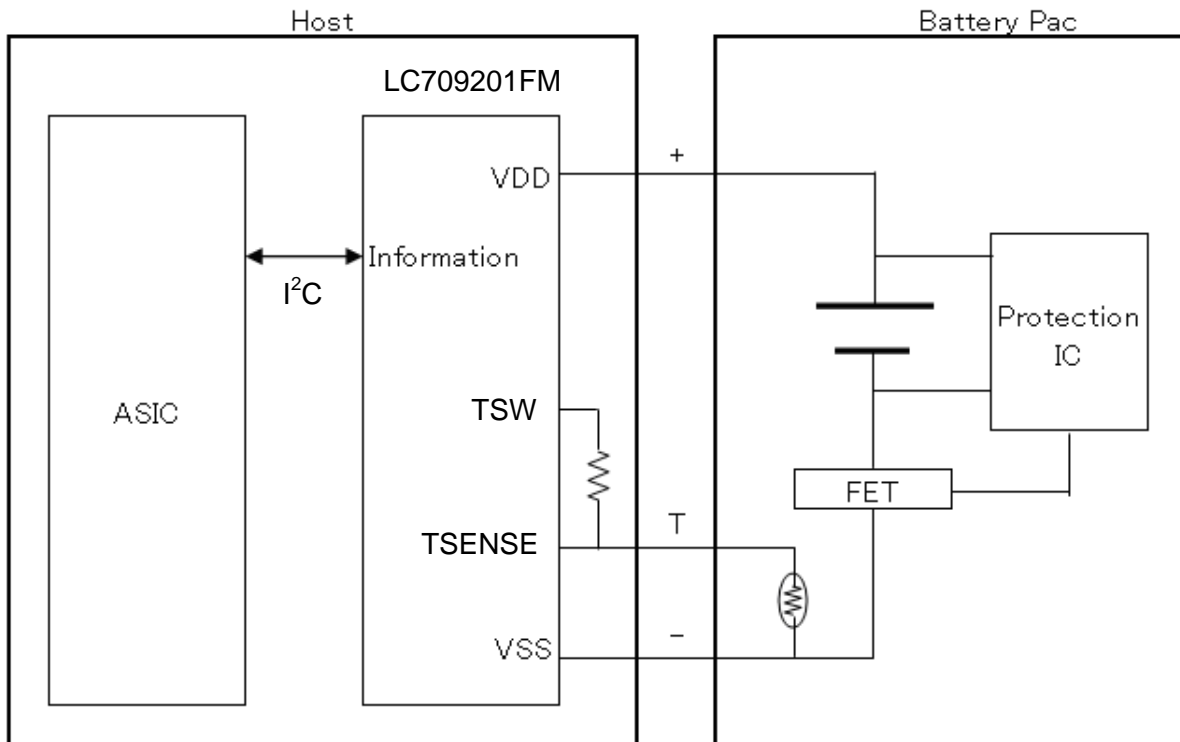 Host
Battery Pac
LC709201FM
VDD
+
Information
I²C
Protection
IC
ASIC
TSW
FET
T
TSENSE
VSS
−